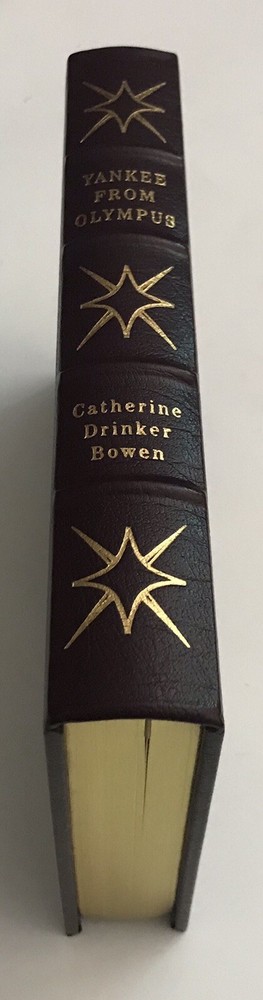 YANKEE
FROM
OLYMPUS
Catherine
Drinker
Bowen